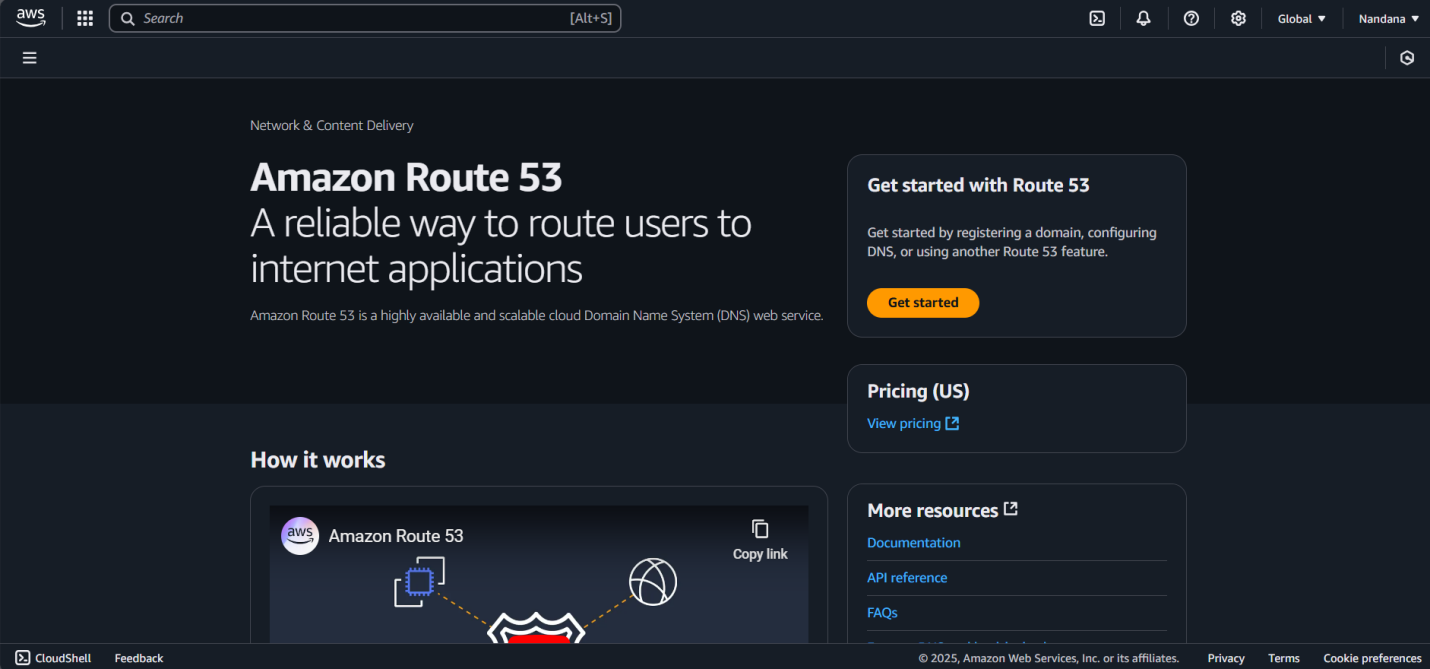 aws
Search
[Alt+S]
Global
Nandana
Network & Content Delivery
Amazon Route 53
A reliable way to route users to
internet applications
Amazon Route 53 is a highly available and scalable cloud Domain Name System (DNS) web service.
Get started with Route 53
Get started by registering a domain, configuring
DNS, or using another Route 53 feature.
Get started
Pricing (US)
View pricing
How it works
aws
Amazon Route 53
Copy link
More resources
Documentation
API reference
FAQs
CloudShell
Feedback
© 2025, Amazon Web Services, Inc. or its affiliates.
Privacy
Terms
Cookie preferences